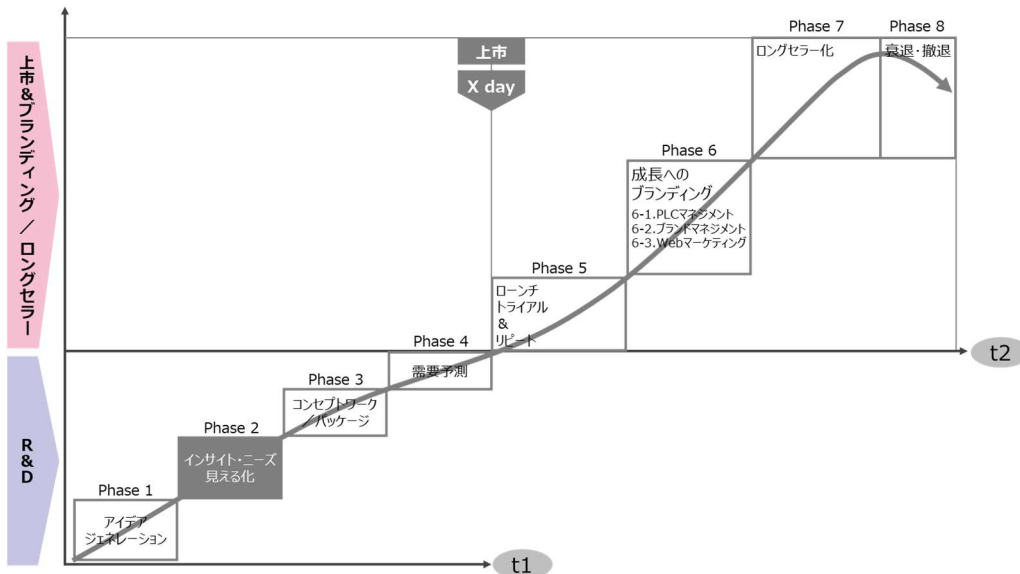 Phase 7
Phase 8
ロングセラー化
衰退・撤退
上市
X day
上市&ブランディング／ロングセラー
Phase 6
成長への
ブランディング
6-1.PLCマネジメント
6-2.ブランドマネジメント
6-3.Webマーケティング
Phase 5
ローンチ
トライアル
&
リピート
Phase 4
t2
需要予測
Phase 3
コンセプトワーク
／パッケージ
Phase 2
インサイト・ニーズ
見える化
R&D
Phase 1
アイデア
ジェネレーション
t1